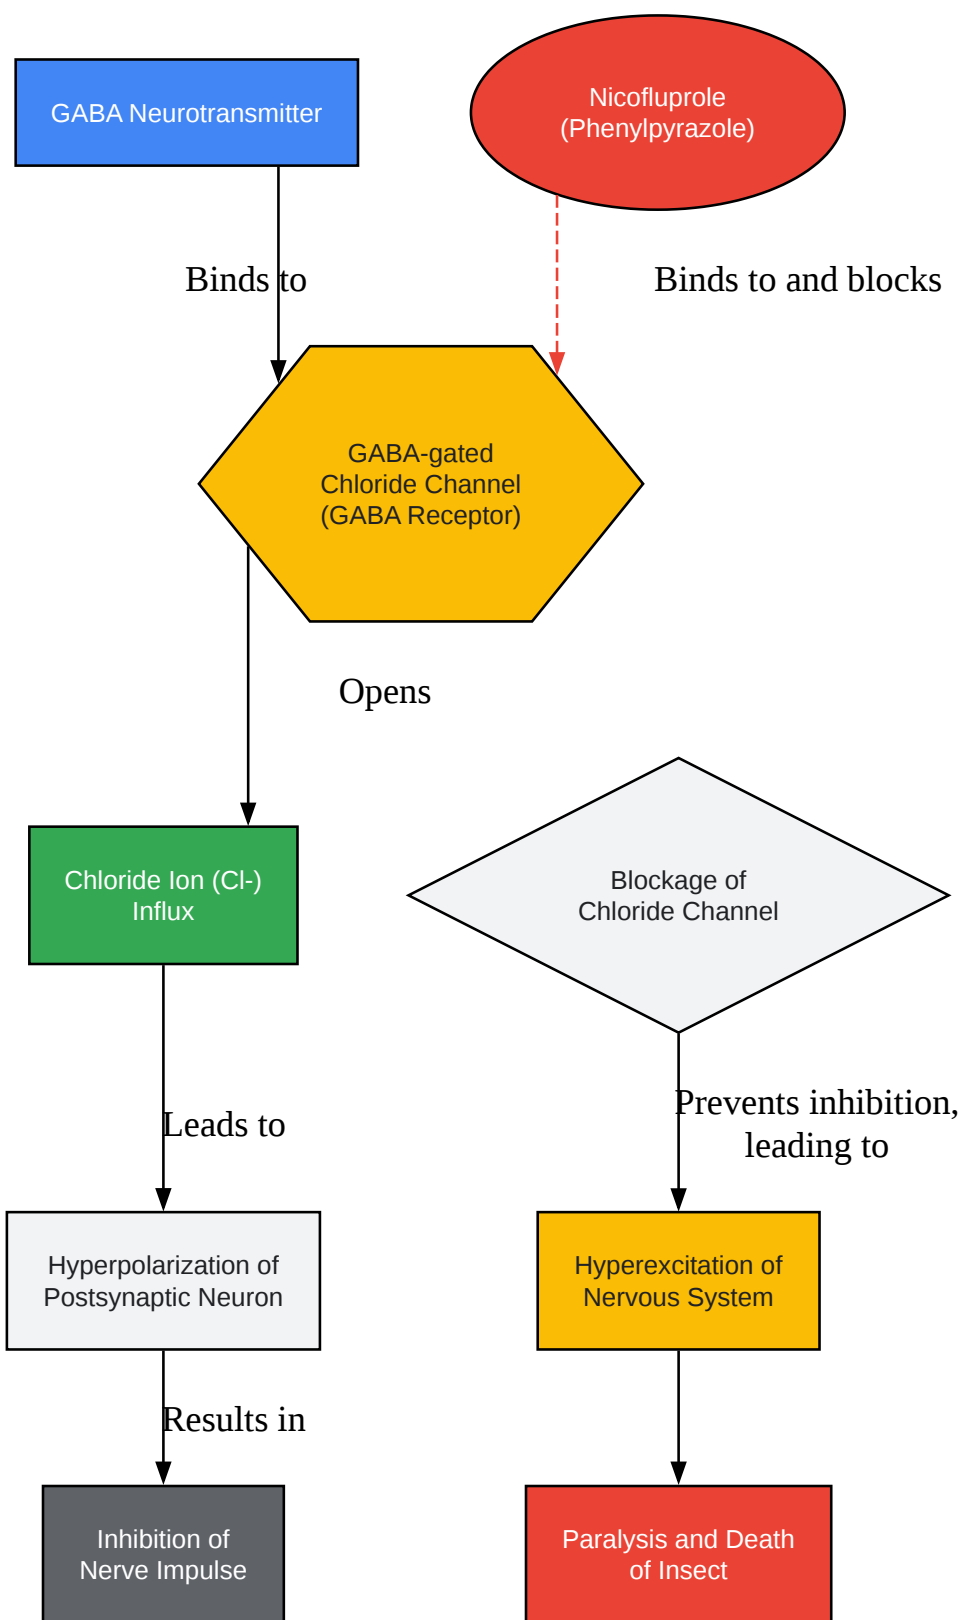 GABA Neurotransmitter
Nicofluprole
(Phenylpyrazole)
Binds to
Binds to and blocks
GABA-gated
Chloride Channel
(GABA Receptor)
Opens
Chloride Ion (Cl-)
Influx
Blockage of
Chloride Channel
Leads to
Prevents inhibition,
leading to
Hyperpolarization of
Postsynaptic Neuron
Hyperexcitation of
Nervous System
Results in
Inhibition of
Nerve Impulse
Paralysis and Death
of Insect